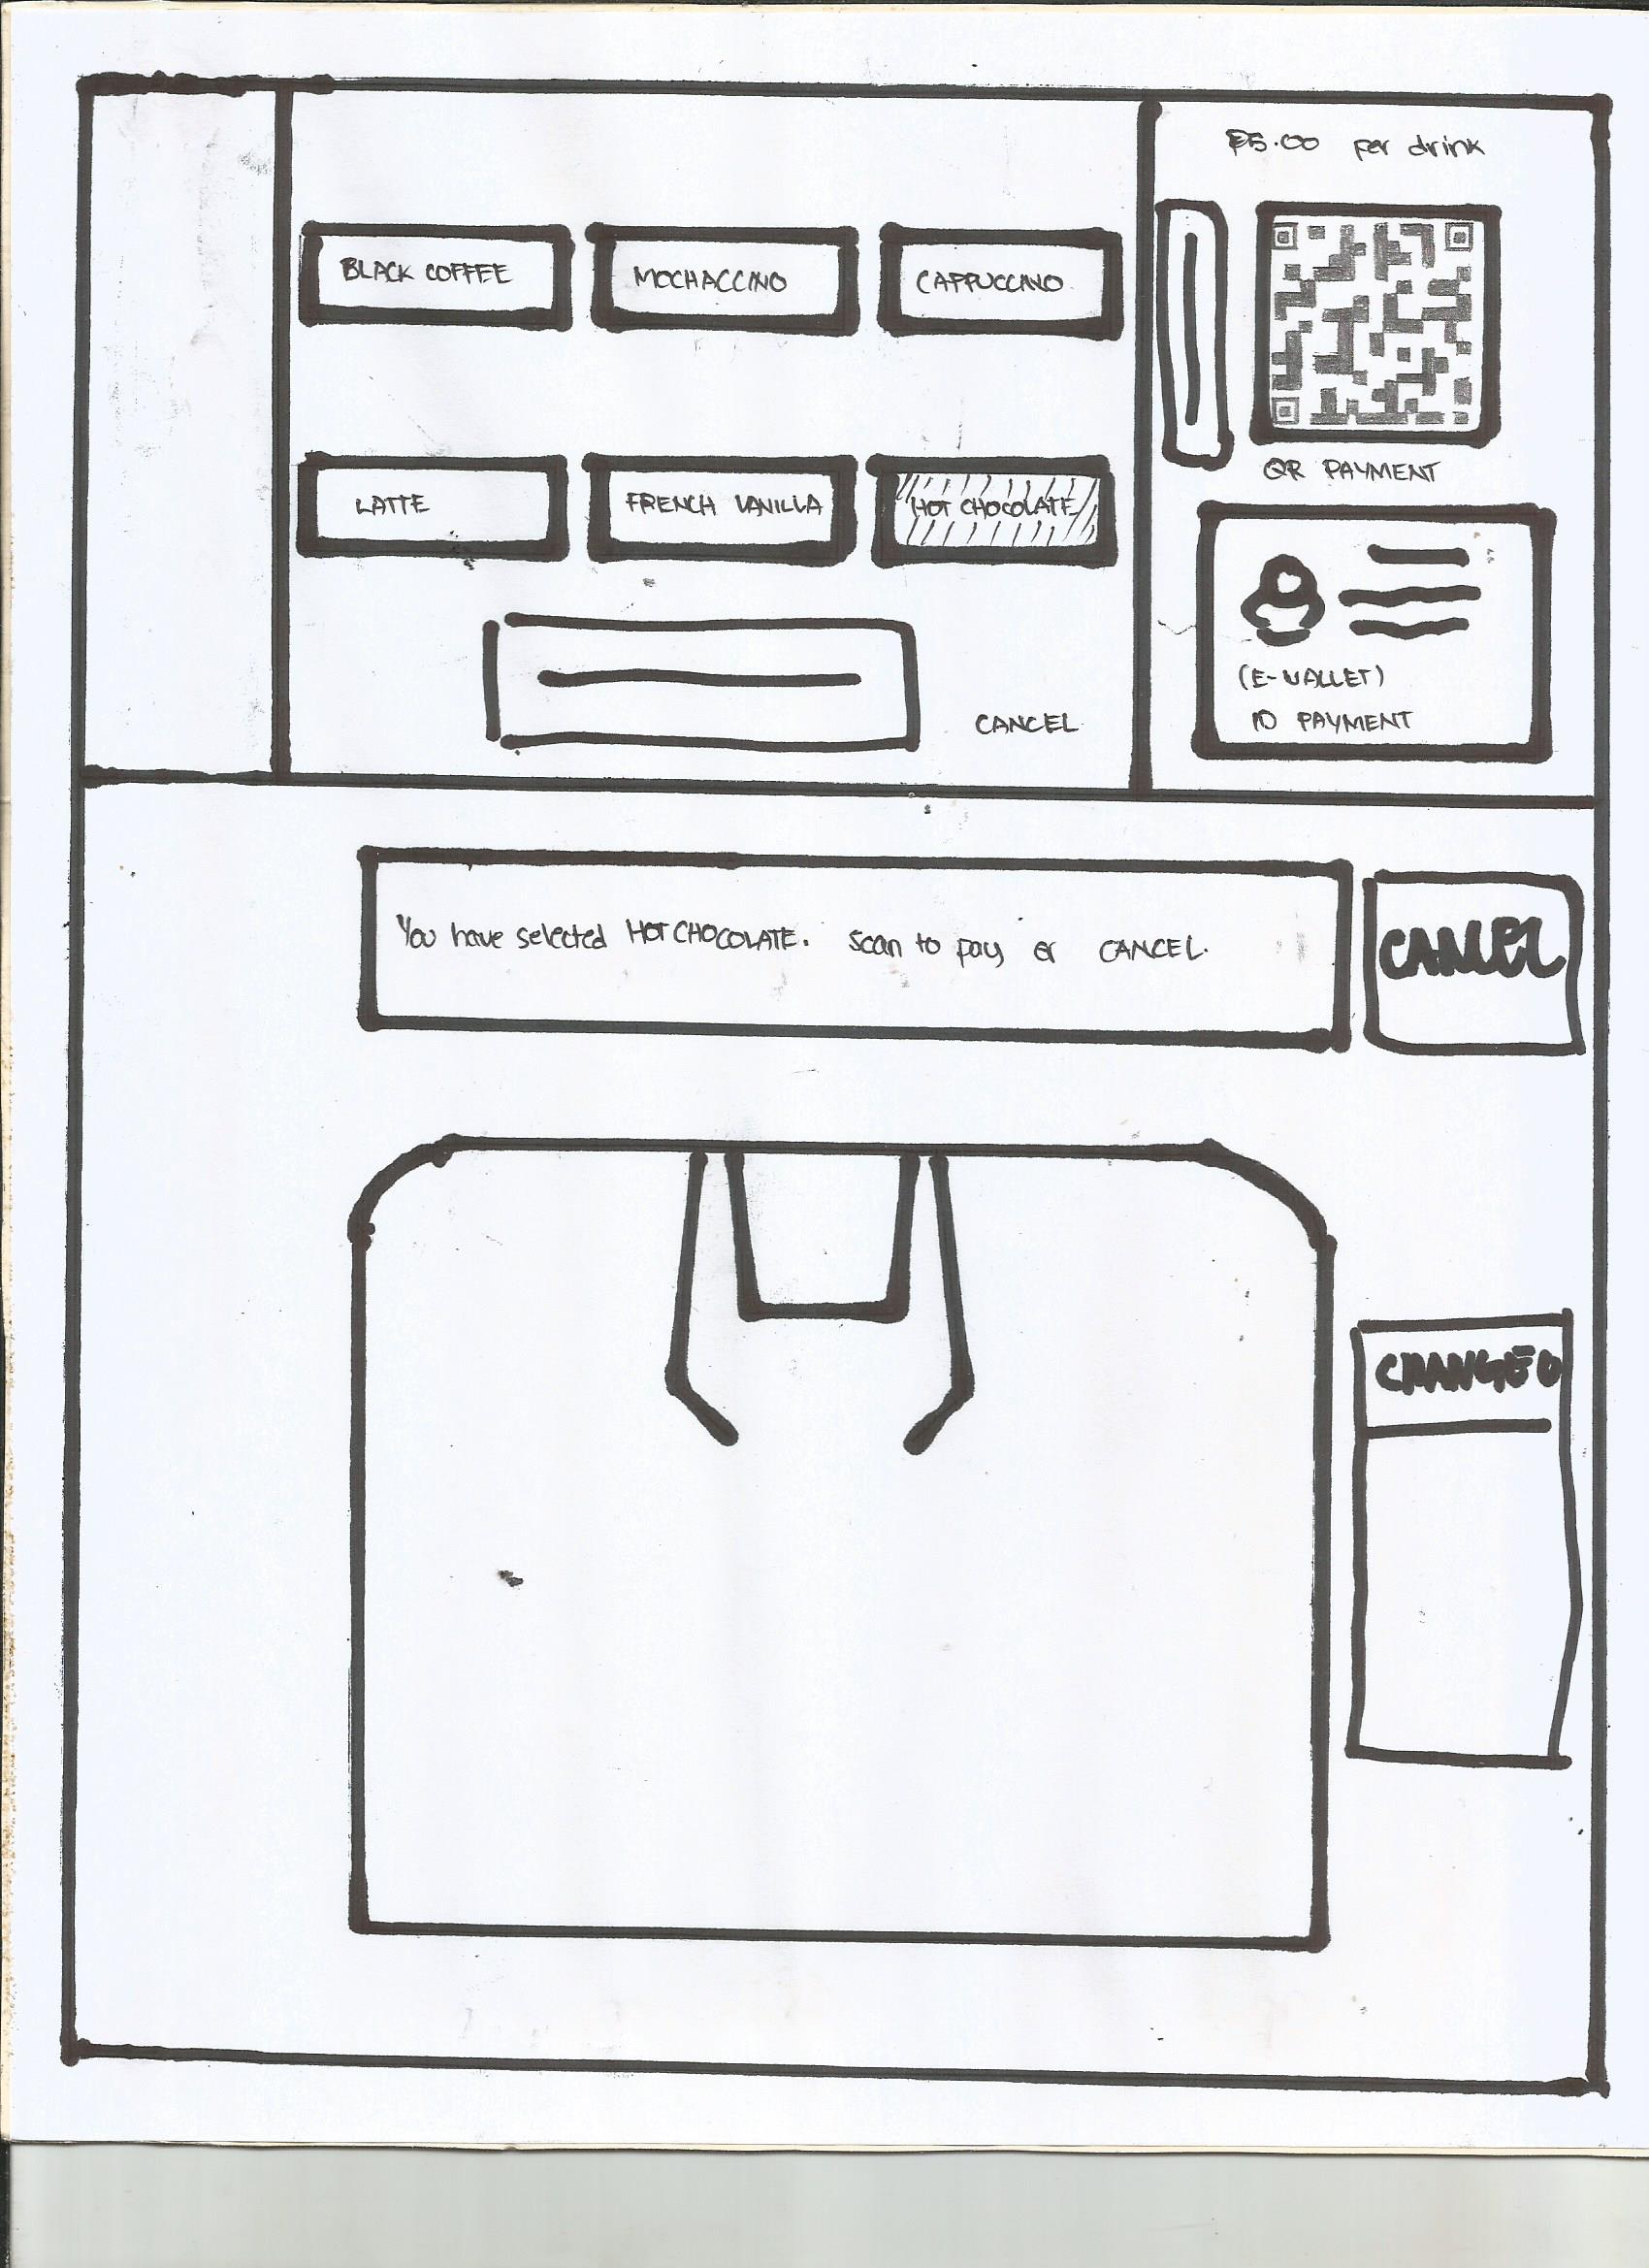 ₱5.00 per drink
BLACK COFFEE
MOCHACCINO
CAPPUCCINO
QR PAYMENT
LATTE
FRENCH VANILLA
HOT CHOCOLATE
(E-WALLET)
ID PAYMENT
CANCEL
You have selected HOT CHOCOLATE. Scan to pay or CANCEL.
CANCEL